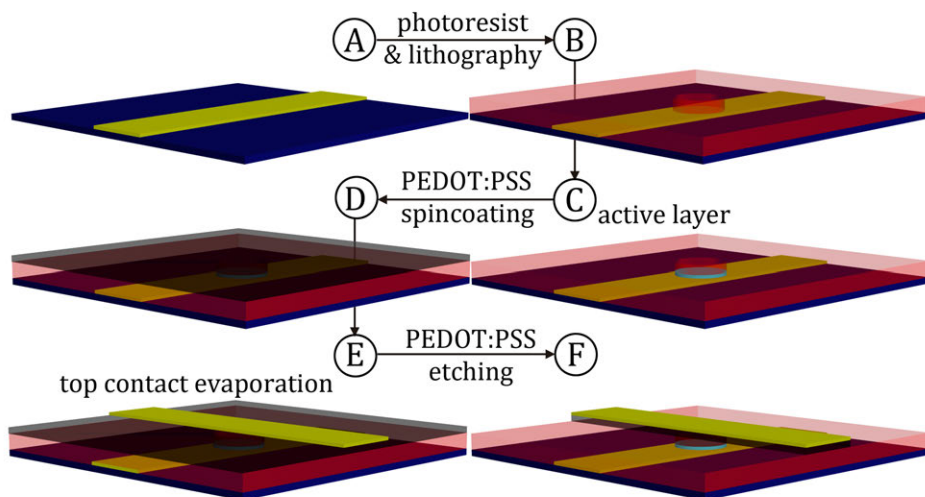 A photoresist B
& lithography
D PEDOT:PSS C
spincoating active layer
E PEDOT:PSS F
etching
top contact evaporation